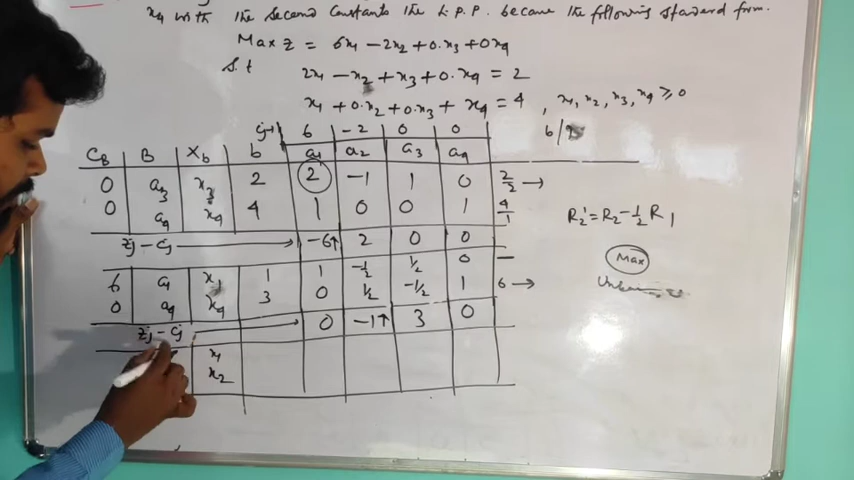 x4 with the second constants the L.P.P. became the following standard from.
Max z = 6x1 - 2x2 + 0.x3 + 0x4
S.t
2x1 - x2 + x3 + 0.x4 = 2
x1 + 0.x2 + 0.x3 + x4 = 4 , x1, x2, x3, x4 ≥ 0
cj→ 6 -2 0 0
CB B Xb b a1 a2 a3 a4
0 a3 x3 2 2 -1 1 0 2/2 →
0 a4 x4 4 1 0 0 1 4/1
R2' = R2 - 1/2 R1
zj - cj → -6↑ 2 0 0
Max
6 a1 x1 1 1 -1/2 1/2 0 —
0 a4 x4 3 0 1/2 -1/2 1 6 →
zj - cj → 0 -1↑ 3 0
x1
x2